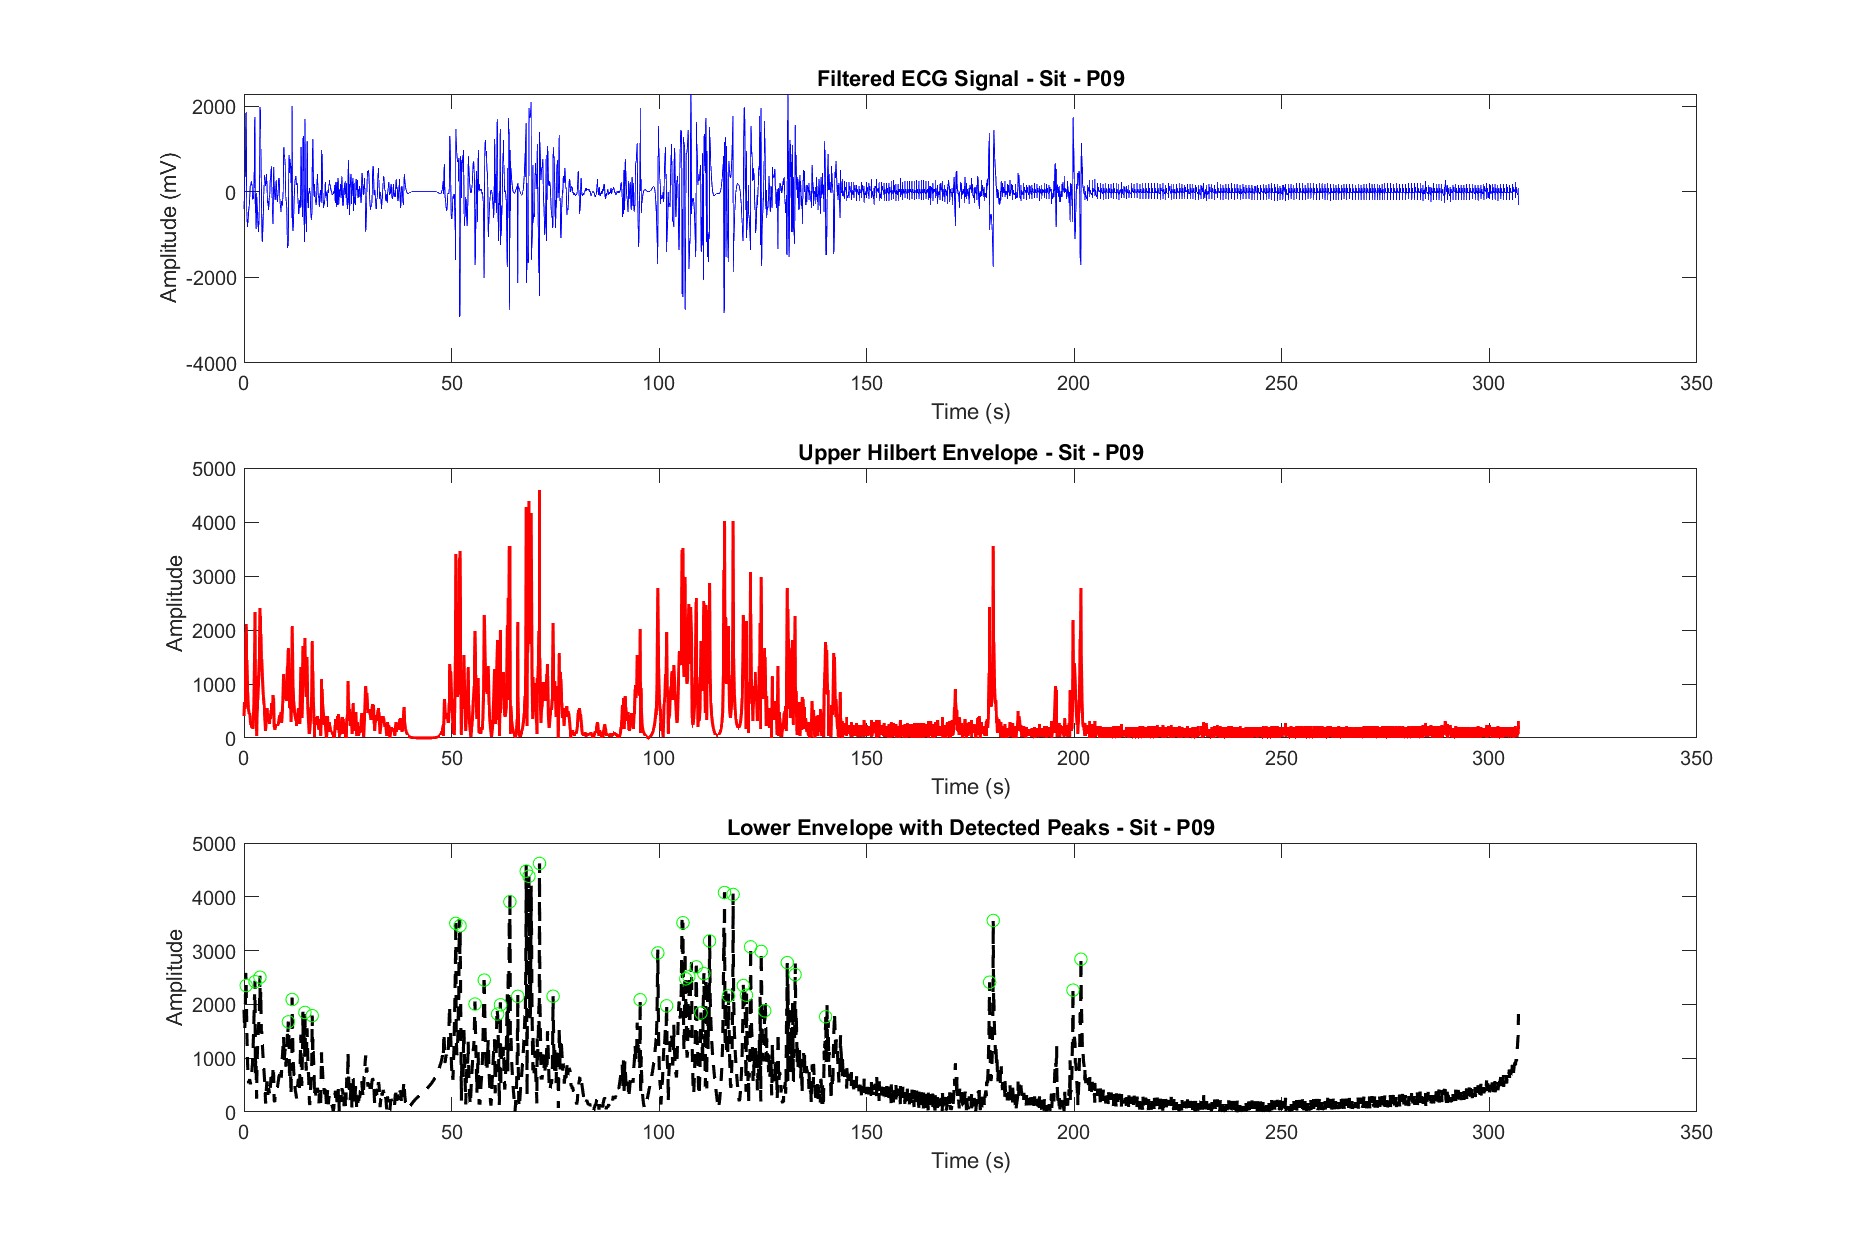 Filtered ECG Signal - Sit - P09
Amplitude (mV)
2000
0
-2000
-4000
0 50 100 150 200 250 300 350
Time (s)
Upper Hilbert Envelope - Sit - P09
Amplitude
5000
4000
3000
2000
1000
0
0 50 100 150 200 250 300 350
Time (s)
Lower Envelope with Detected Peaks - Sit - P09
Amplitude
5000
4000
3000
2000
1000
0
0 50 100 150 200 250 300 350
Time (s)